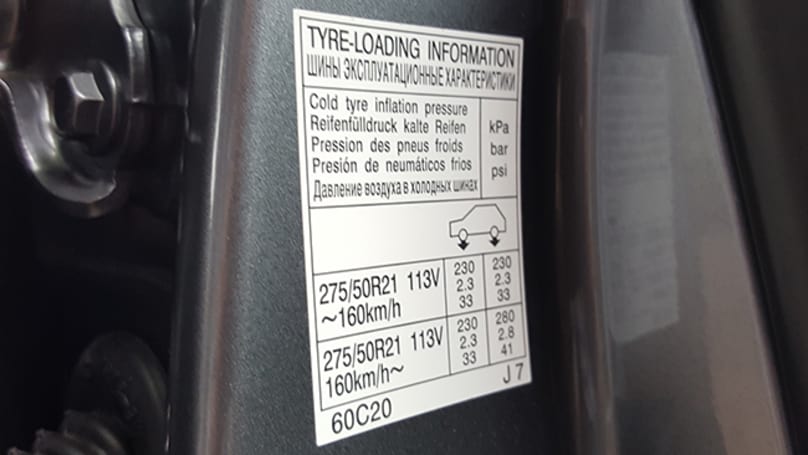 TYRE-LOADING INFORMATION
ШИНЫ ЭКСПЛУАТАЦИОННЫЕ ХАРАКТЕРИСТИКИ
Cold tyre inflation pressure
Reifenfülldruck kalte Reifen
Pression des pneus froids
Presión de neumáticos frios
Давление воздуха в холодных шинах
kPa
bar
psi
275/50R21 113V
~160km/h
230
2.3
33
230
2.3
33
275/50R21 113V
160km/h~
230
2.3
33
280
2.8
41
60C20
J 7